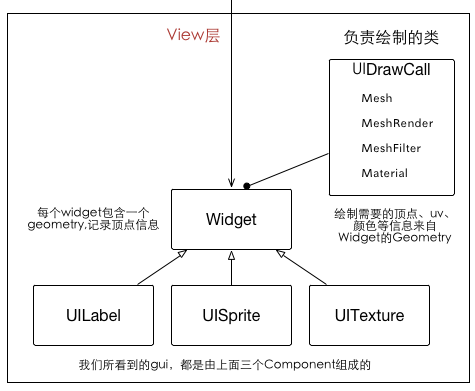 View层
负责绘制的类
UIDrawCall
Mesh
MeshRender
MeshFilter
Material
每个widget包含一个
geometry,记录顶点信息
Widget
绘制需要的顶点、uv、
颜色等信息来自
Widget的Geometry
UILabel
UISprite
UITexture
我们所看到的gui，都是由上面三个Component组成的